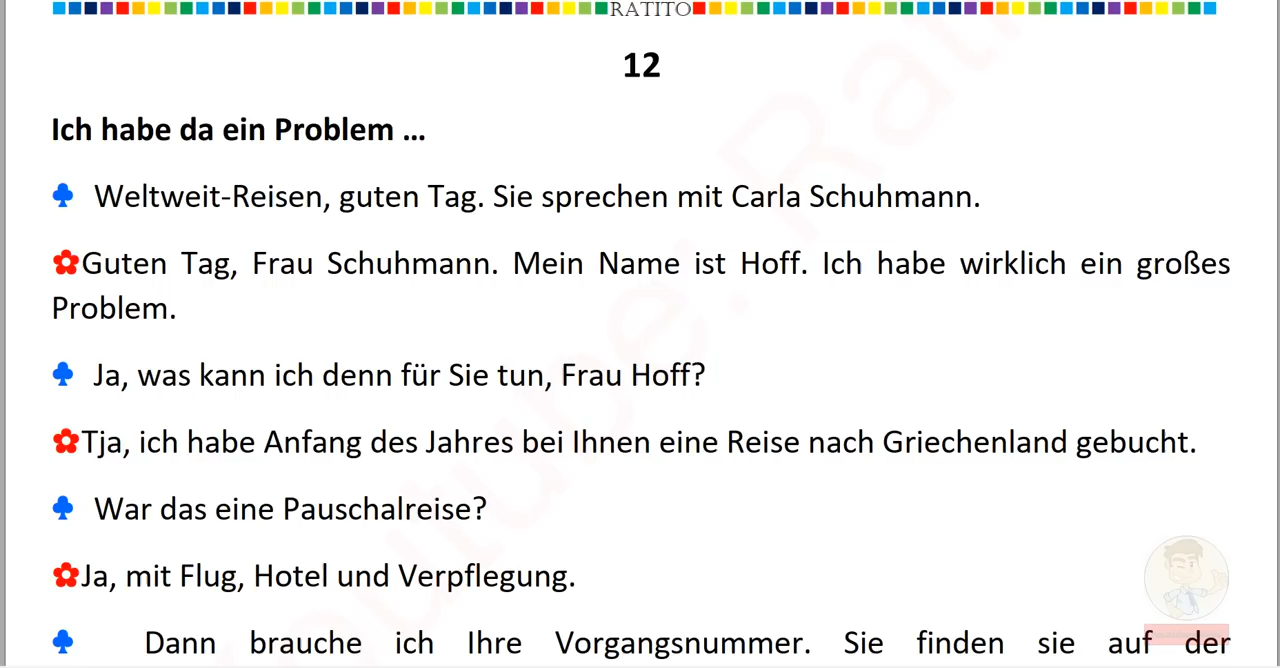 RATITO
12
Ich habe da ein Problem ...
Weltweit-Reisen, guten Tag. Sie sprechen mit Carla Schuhmann.
Guten Tag, Frau Schuhmann. Mein Name ist Hoff. Ich habe wirklich ein großes
Problem.
Ja, was kann ich denn für Sie tun, Frau Hoff?
Tja, ich habe Anfang des Jahres bei Ihnen eine Reise nach Griechenland gebucht.
War das eine Pauschalreise?
Ja, mit Flug, Hotel und Verpflegung.
Dann brauche ich Ihre Vorgangsnummer. Sie finden sie auf der